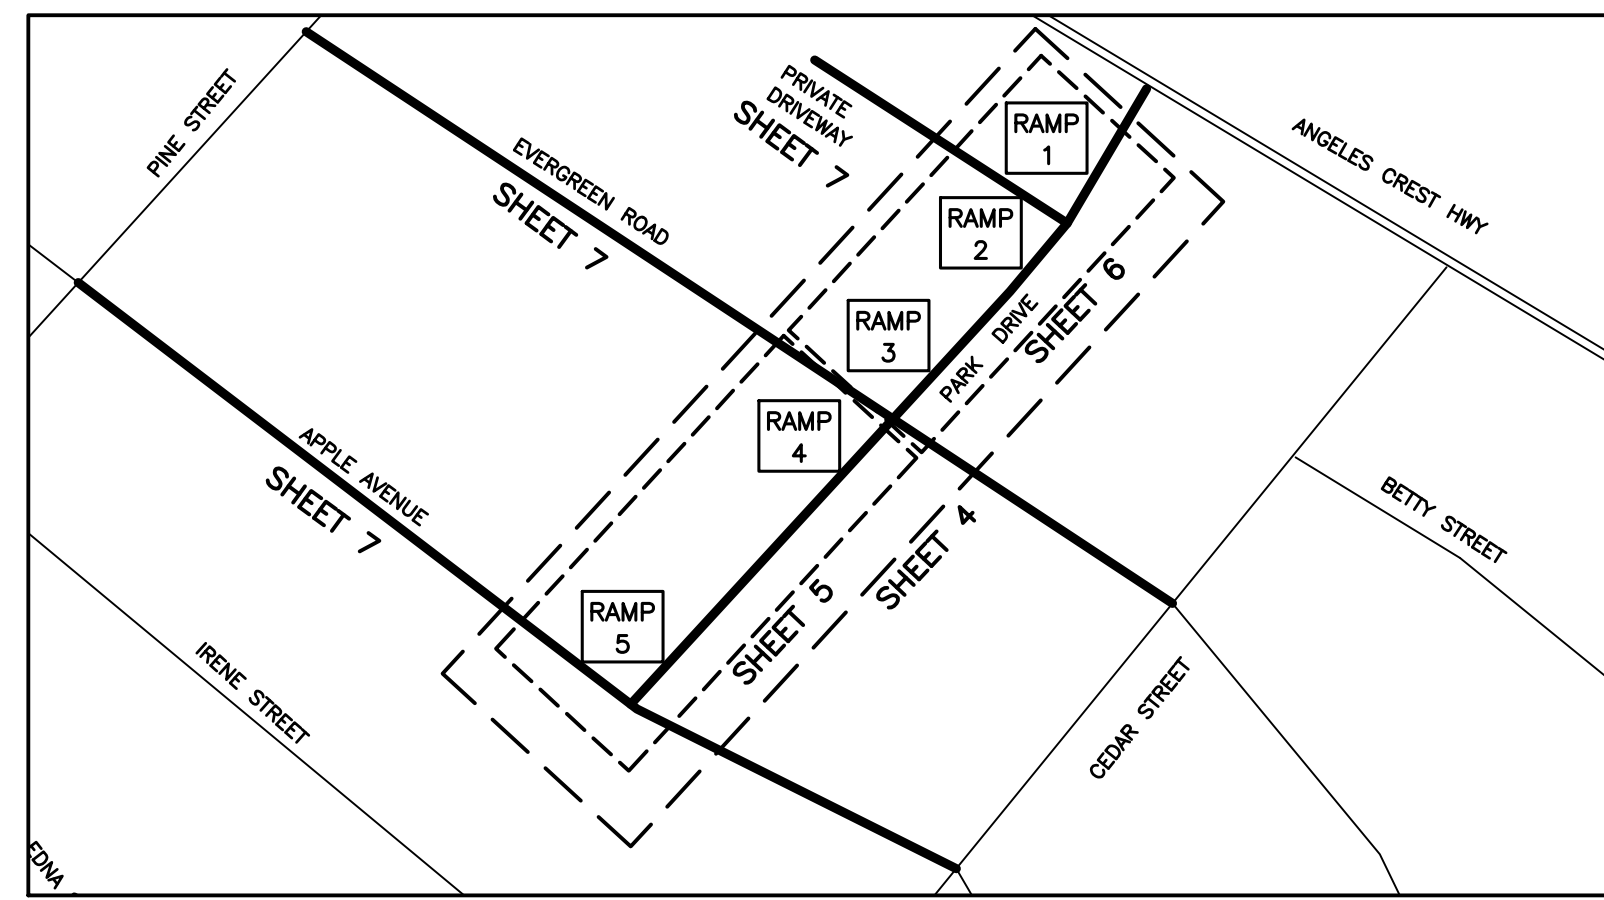 PINE STREET
EVERGREEN ROAD
SHEET 7
PRIVATE
DRIVEWAY
SHEET 7
RAMP
1
ANGELES CREST HWY
RAMP
2
RAMP
3
PARK DRIVE
SHEET 6
RAMP
4
APPLE AVENUE
SHEET 7
BETTY STREET
SHEET 4
SHEET 5
RAMP
5
IRENE STREET
CEDAR STREET
EDNA